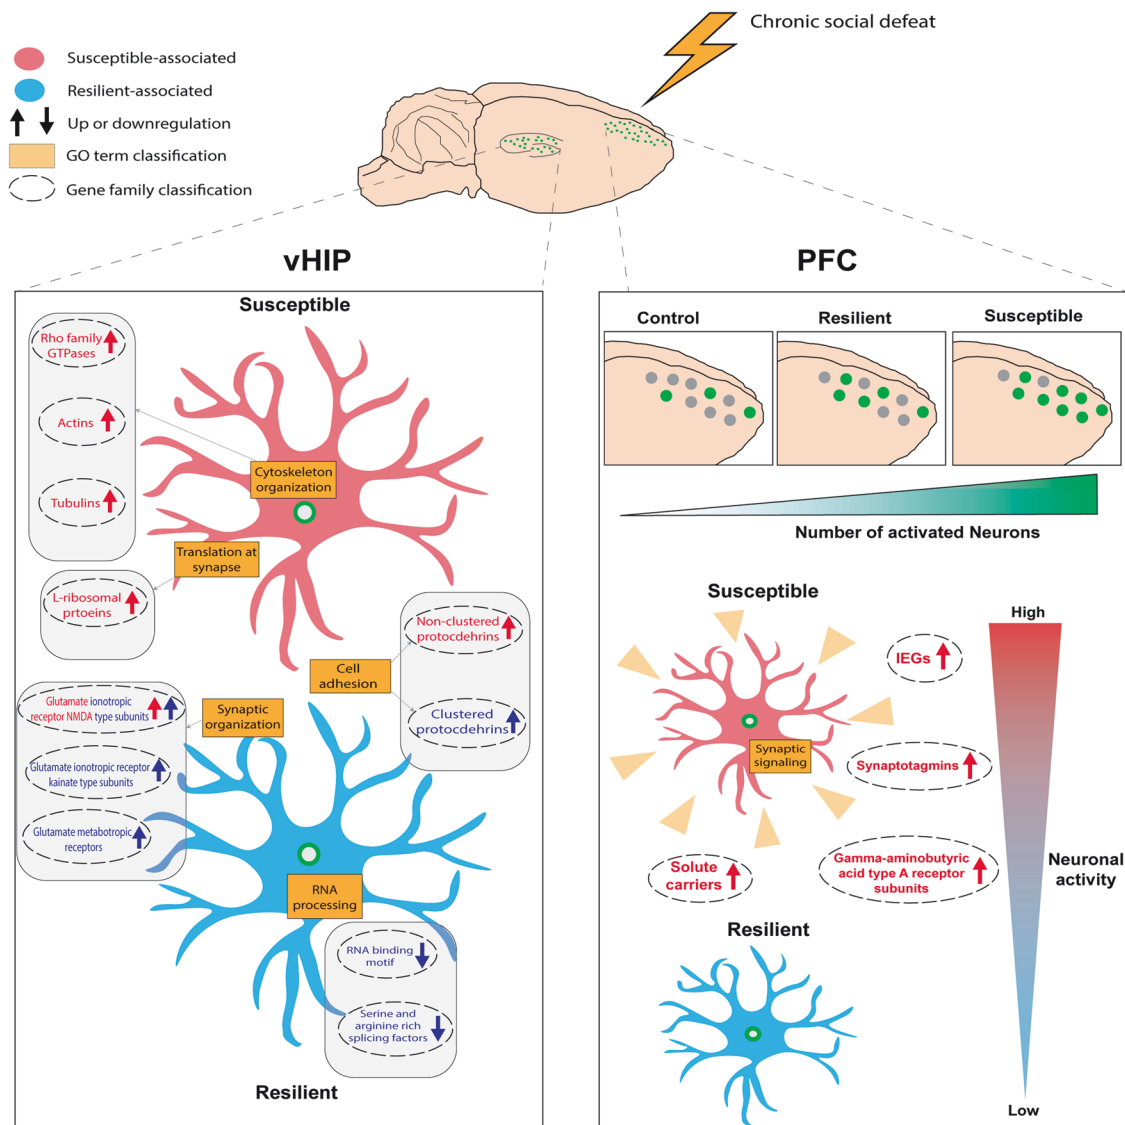 Chronic social defeat
Susceptible-associated
Resilient-associated
Up or downregulation
GO term classification
Gene family classification
vHIP
Susceptible
Rho family
GTPases
Actins
Tubulins
Cytoskeleton
organization
Translation at
synapse
L-ribosomal
prtoeins
Non-clustered
protocdehrins
Cell
adhesion
Clustered
protocdehrins
Synaptic
organization
Glutamate ionotropic
receptor NMDA type subunits
Glutamate ionotropic receptor
kainate type subunits
Glutamate metabotropic
receptors
RNA
processing
RNA binding
motif
Serine and
arginine rich
splicing factors
Resilient
PFC
Control
Resilient
Susceptible
Number of activated Neurons
Susceptible
High
IEGs
Synaptic
signaling
Synaptotagmins
Solute
carriers
Gamma-aminobutyric
acid type A receptor
subunits
Neuronal
activity
Resilient
Low